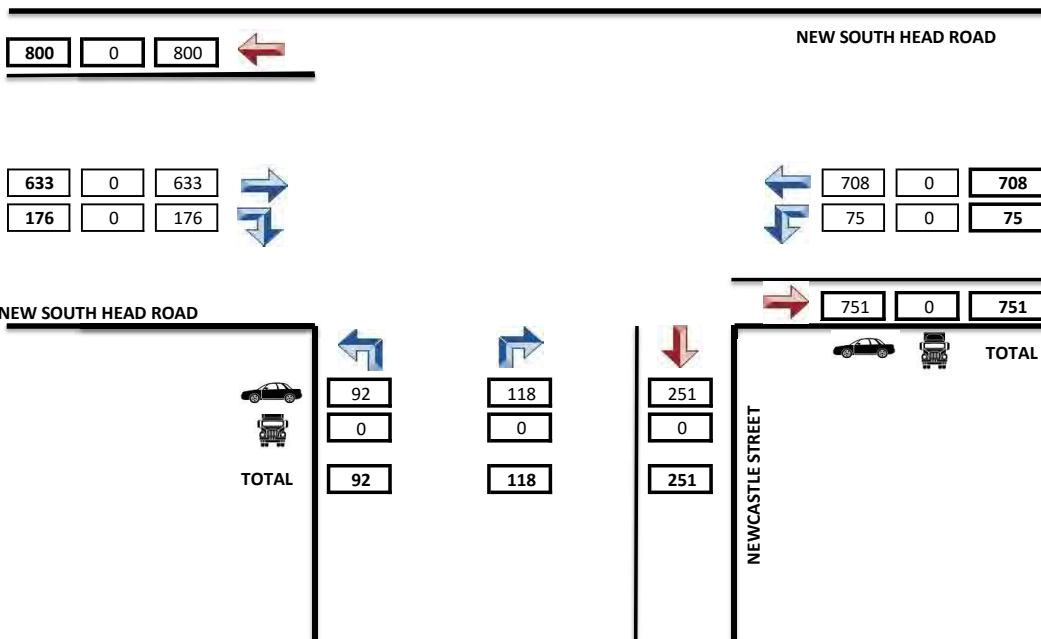 NEW SOUTH HEAD ROAD
800 0 800
633 0 633 708 0 708
176 0 176 75 0 75
751 0 751
NEW SOUTH HEAD ROAD
TOTAL
92 118 251
0 0 0
TOTAL 92 118 251
NEWCASTLE STREET